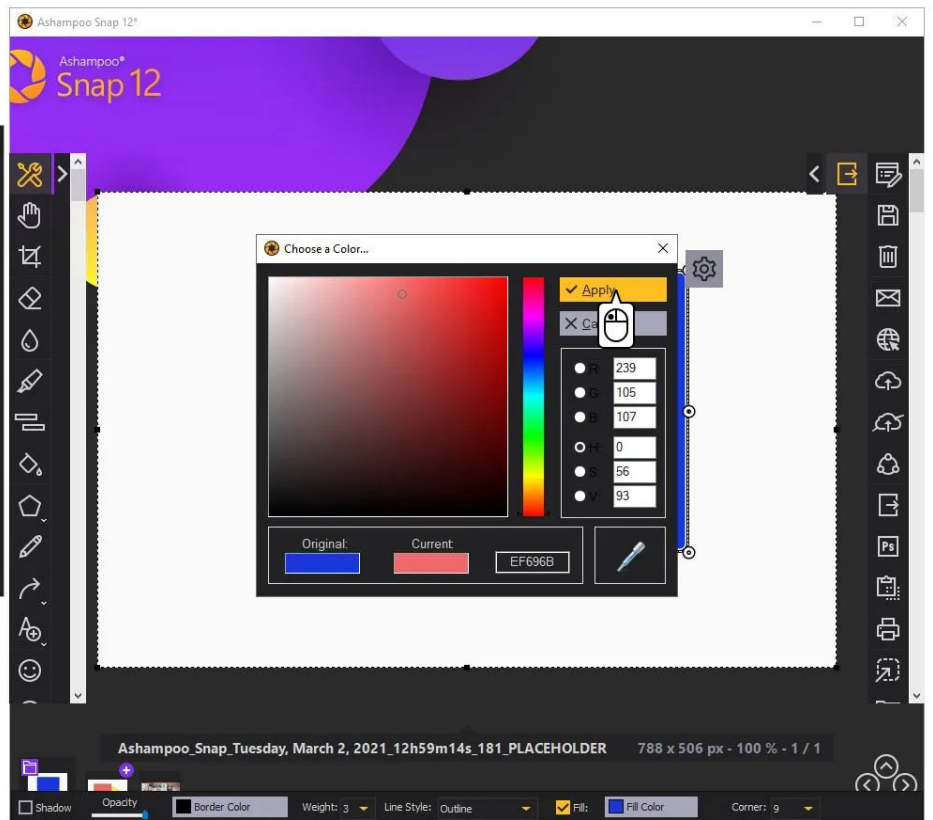 Ashampoo Snap 12*
Ashampoo®
Snap 12
Choose a Color...
Apply
Ca
R: 239
G: 105
B: 107
H: 0
S: 56
V: 93
Original:
Current:
EF696B
Ps
Ashampoo_Snap_Tuesday, March 2, 2021_12h59m14s_181_PLACEHOLDER 788 x 506 px - 100 % - 1 / 1
Shadow Opacity Border Color Weight: 3 Line Style: Outline Fill: Fill Color Corner: 9